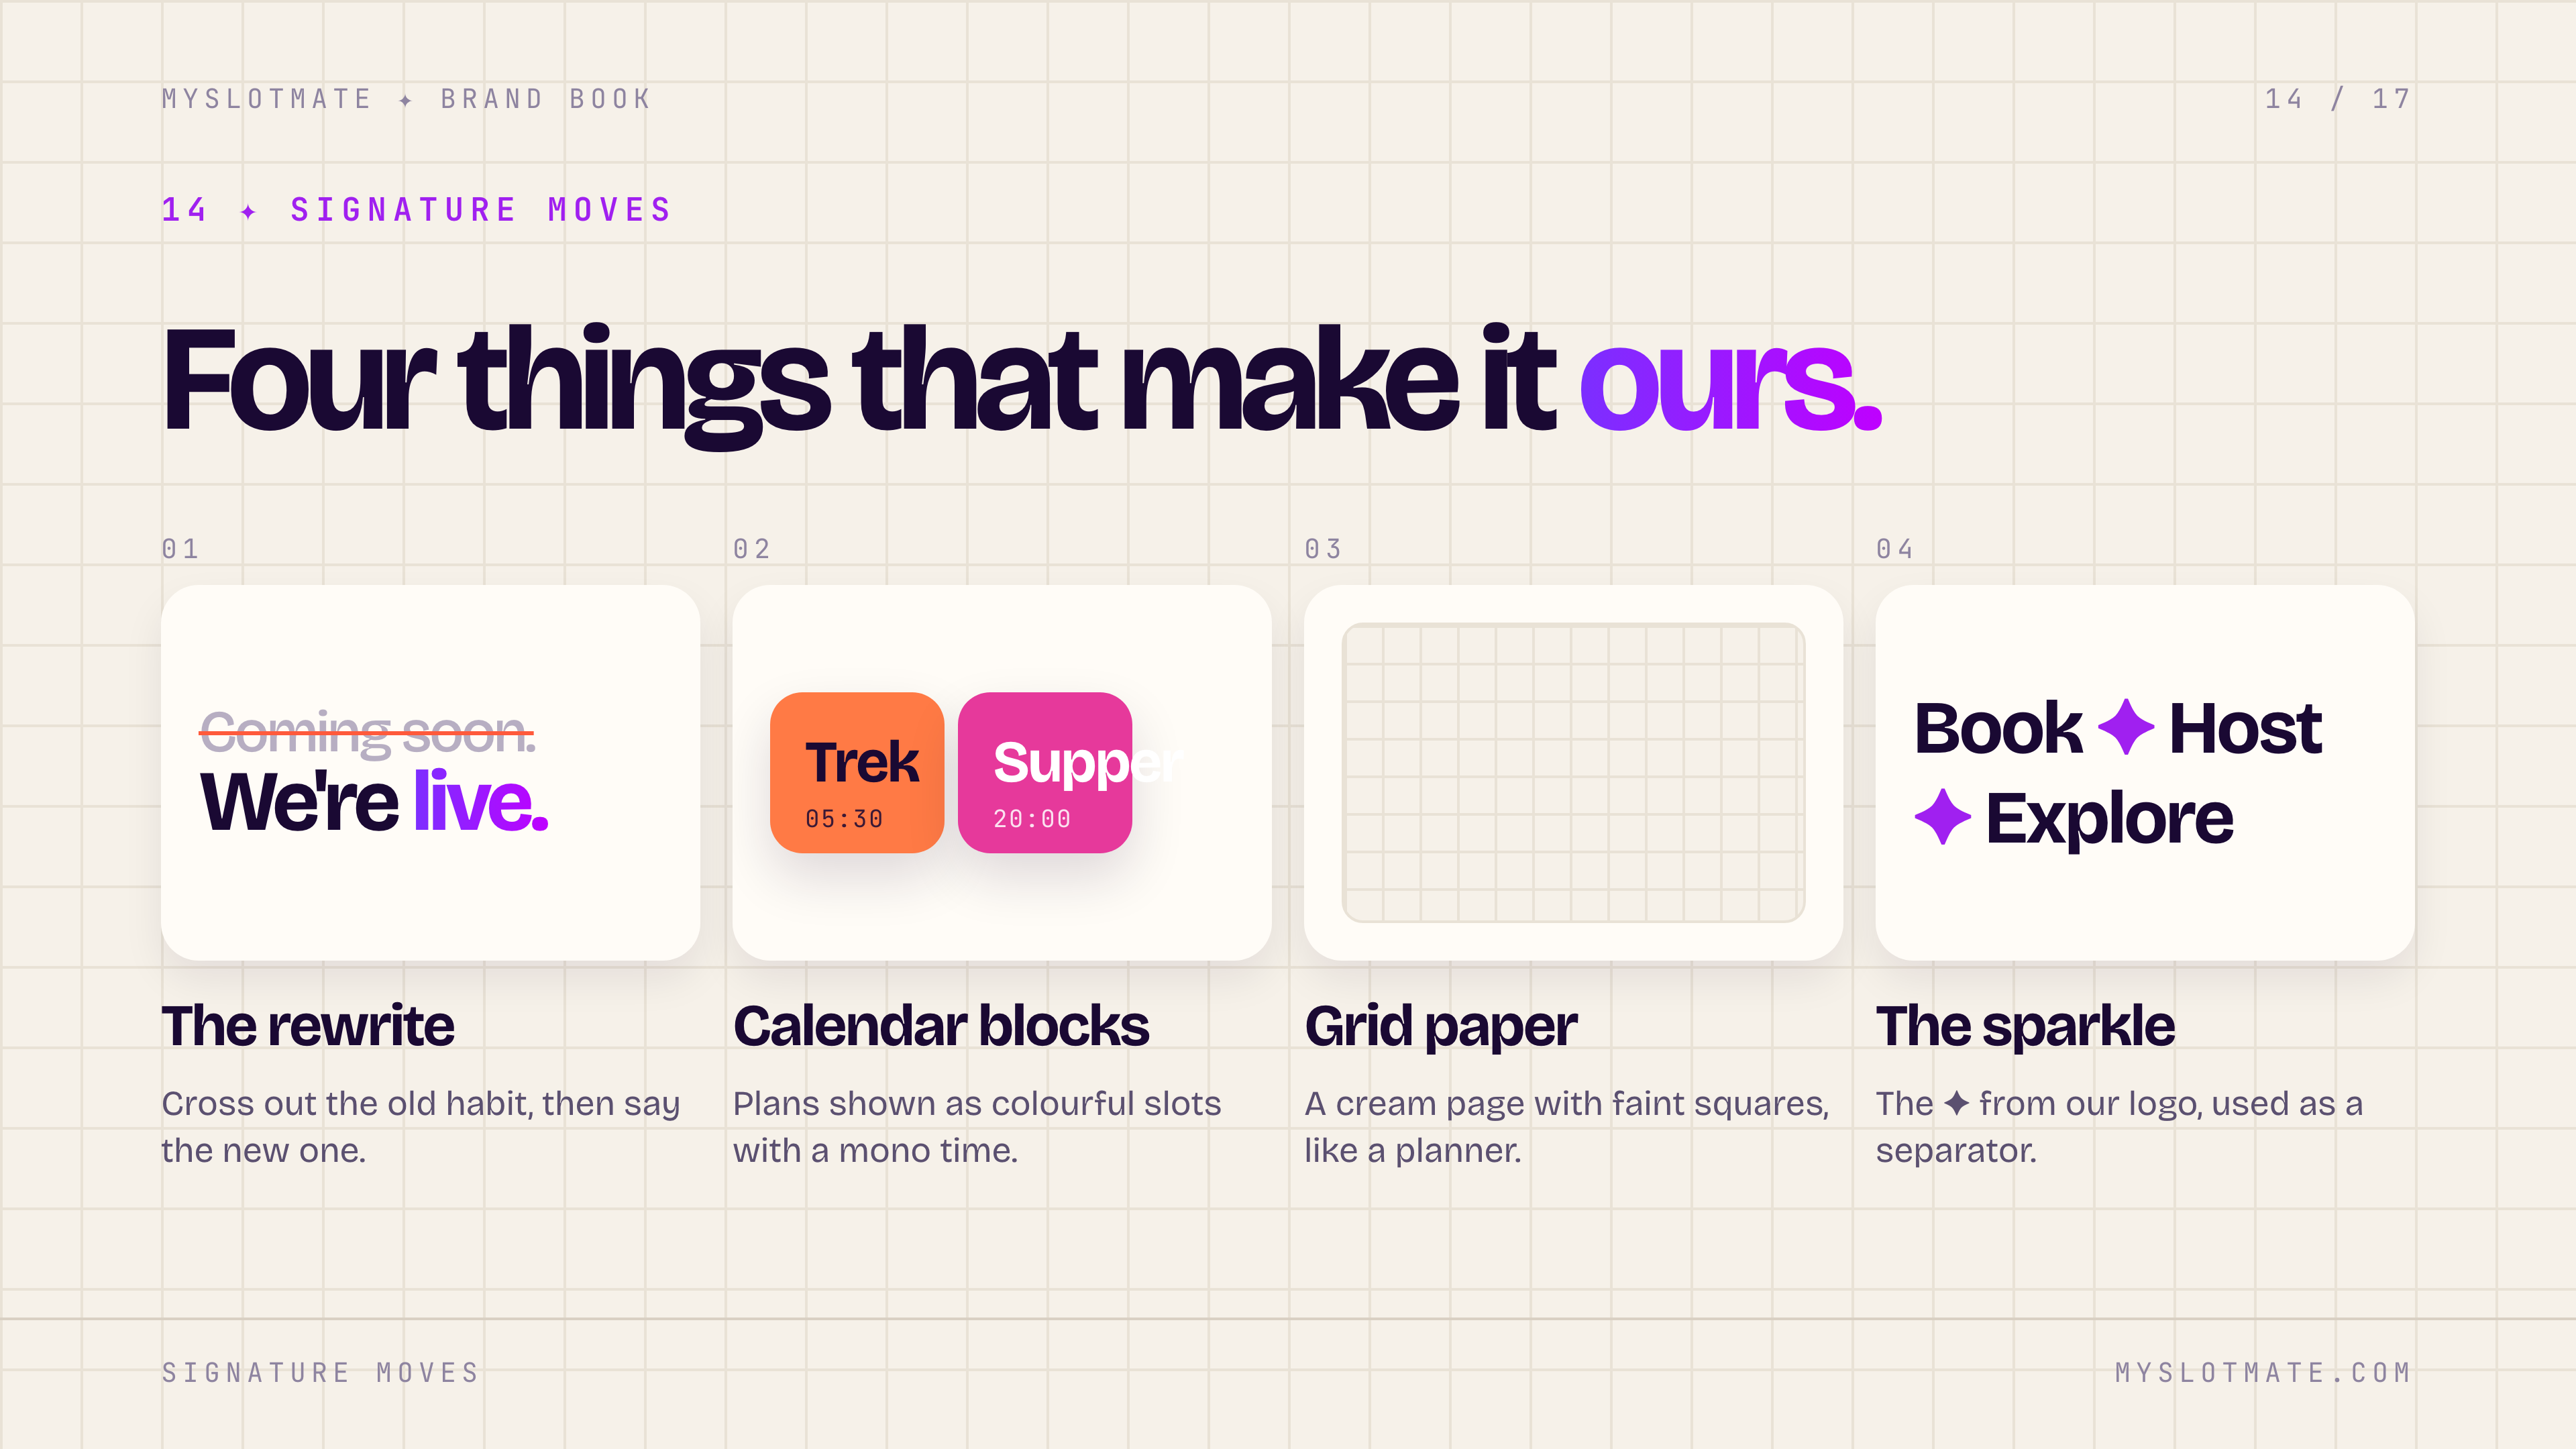 MYSLOTMATE ✦ BRAND BOOK
14 / 17
14 ✦ SIGNATURE MOVES
Four things that make it ours.
01
Coming soon.
We're live.
The rewrite
Cross out the old habit, then say
the new one.
02
Trek
05:30
Supper
20:00
Calendar blocks
Plans shown as colourful slots
with a mono time.
03
Grid paper
A cream page with faint squares,
like a planner.
04
Book ✦ Host
✦ Explore
The sparkle
The ✦ from our logo, used as a
separator.
SIGNATURE MOVES
MYSLOTMATE.COM